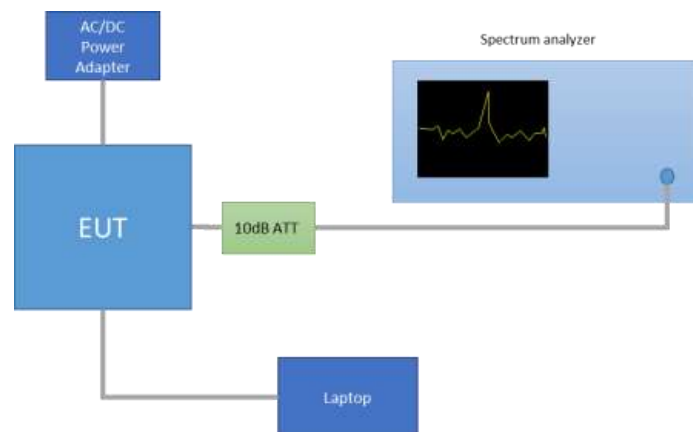 AC/DC
Power
Adapter
Spectrum analyzer
EUT
10dB ATT
Laptop